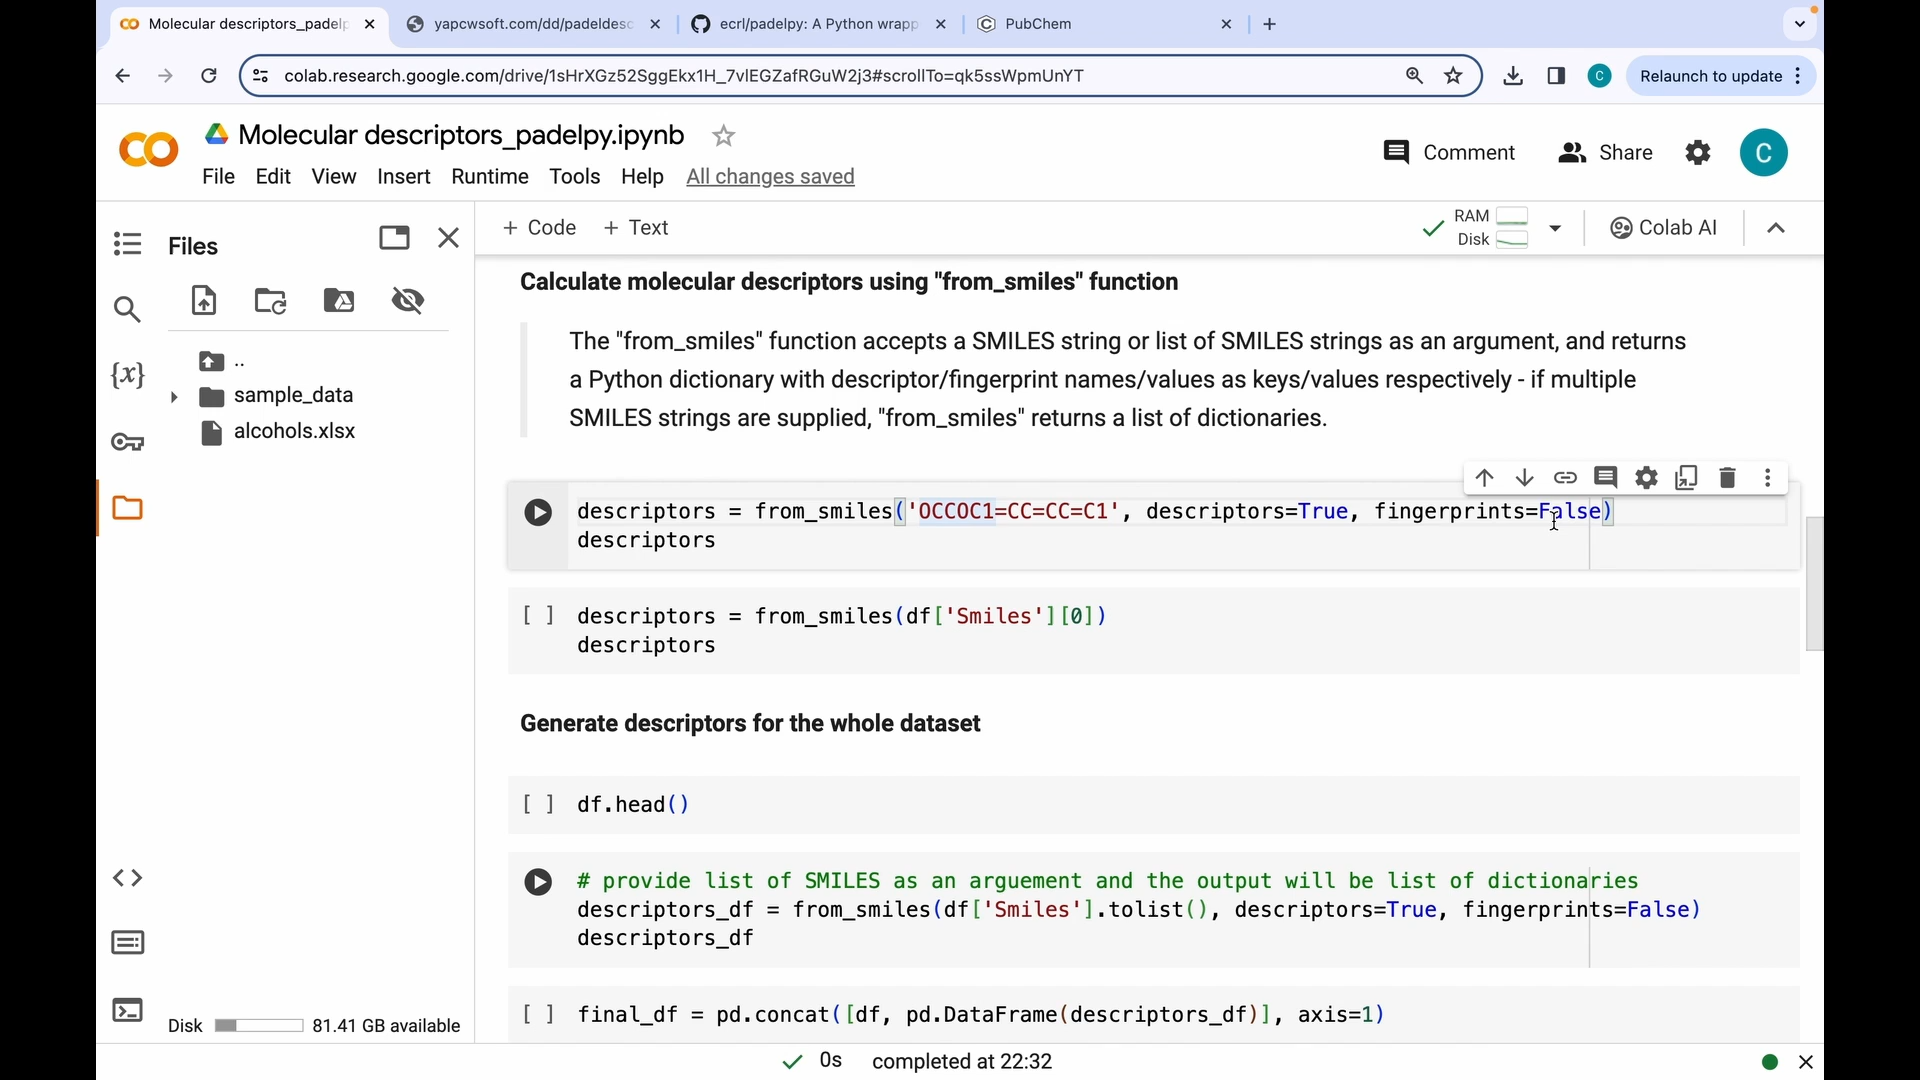 Molecular descriptors_padelp
yapcwsoft.com/dd/padeldesc
ecrl/padelpy: A Python wrapp
PubChem
colab.research.google.com/drive/1sHrXGz52SggEkx1H_7vlEGZafRGuW2j3#scrollTo=qk5ssWpmUnYT
C
Relaunch to update
Molecular descriptors_padelpy.ipynb
File Edit View Insert Runtime Tools Help All changes saved
Comment
Share
C
Files
+ Code + Text
RAM
Disk
Colab AI
..
sample_data
alcohols.xlsx
{x}
Disk 81.41 GB available
Calculate molecular descriptors using "from_smiles" function
The "from_smiles" function accepts a SMILES string or list of SMILES strings as an argument, and returns
a Python dictionary with descriptor/fingerprint names/values as keys/values respectively - if multiple
SMILES strings are supplied, "from_smiles" returns a list of dictionaries.
descriptors = from_smiles('OCCOC1=CC=CC=C1', descriptors=True, fingerprints=False)
descriptors
[ ] descriptors = from_smiles(df['Smiles'][0])
descriptors
Generate descriptors for the whole dataset
[ ] df.head()
# provide list of SMILES as an arguement and the output will be list of dictionaries
descriptors_df = from_smiles(df['Smiles'].tolist(), descriptors=True, fingerprints=False)
descriptors_df
[ ] final_df = pd.concat([df, pd.DataFrame(descriptors_df)], axis=1)
0s completed at 22:32